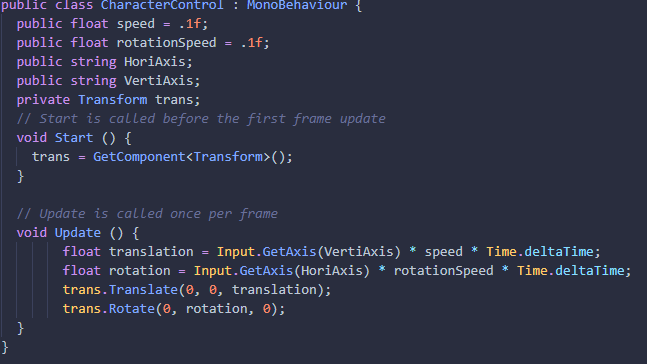 public class CharacterControl : MonoBehaviour {
public float speed = .1f;
public float rotationSpeed = .1f;
public string HoriAxis;
public string VertiAxis;
private Transform trans;
// Start is called before the first frame update
void Start () {
trans = GetComponent<Transform>();
}
// Update is called once per frame
void Update () {
float translation = Input.GetAxis(VertiAxis) * speed * Time.deltaTime;
float rotation = Input.GetAxis(HoriAxis) * rotationSpeed * Time.deltaTime;
trans.Translate(0, 0, translation);
trans.Rotate(0, rotation, 0);
}
}